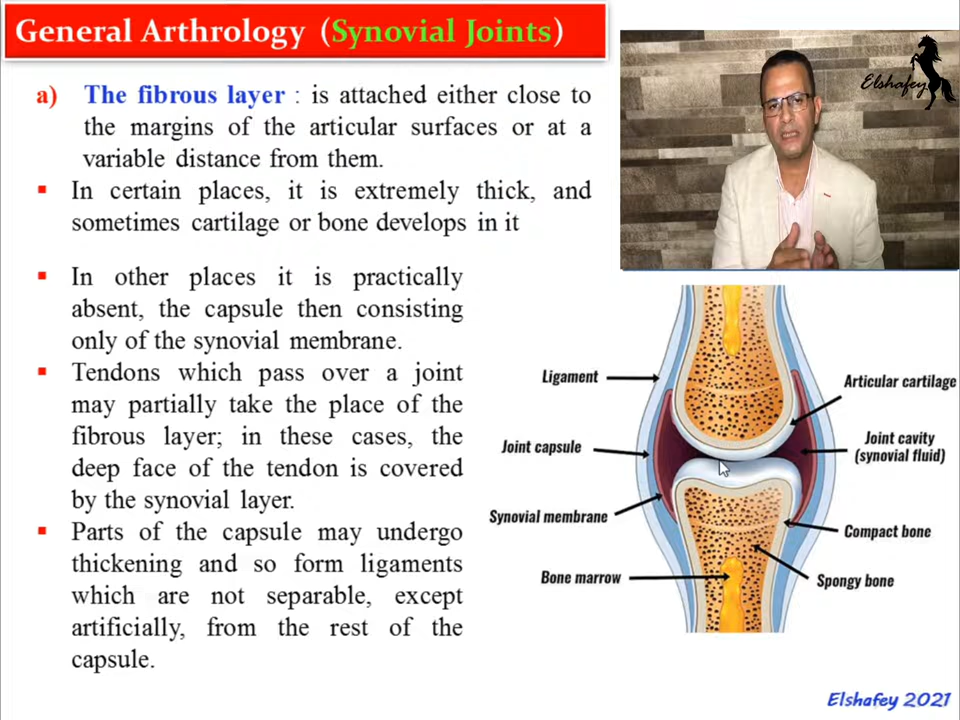 General Arthrology (Synovial Joints)
Elshafey
a) The fibrous layer : is attached either close to
the margins of the articular surfaces or at a
variable distance from them.
▪ In certain places, it is extremely thick, and
sometimes cartilage or bone develops in it
▪ In other places it is practically
absent, the capsule then consisting
only of the synovial membrane.
▪ Tendons which pass over a joint
may partially take the place of the
fibrous layer; in these cases, the
deep face of the tendon is covered
by the synovial layer.
▪ Parts of the capsule may undergo
thickening and so form ligaments
which are not separable, except
artificially, from the rest of the
capsule.
Ligament
Joint capsule
Synovial membrane
Bone marrow
Articular cartilage
Joint cavity
(synovial fluid)
Compact bone
Spongy bone
Elshafey 2021